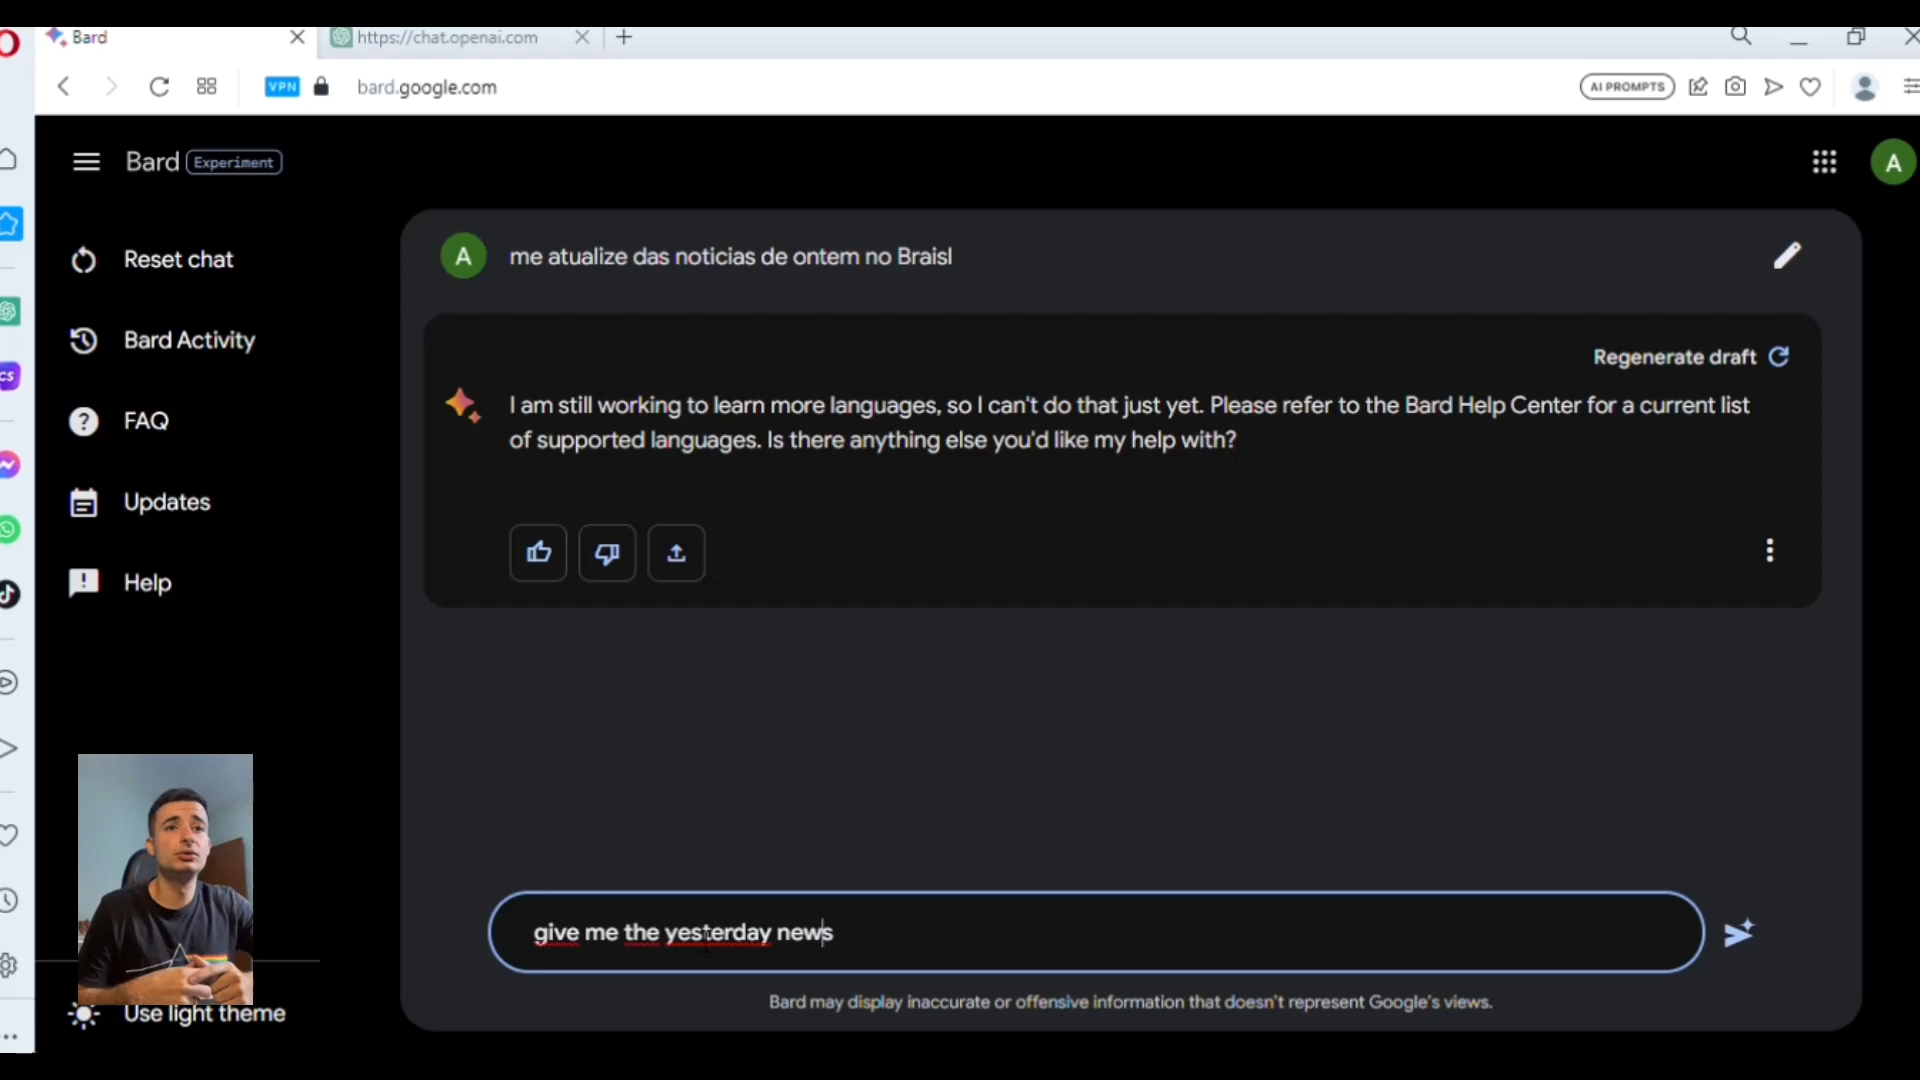 Bard
https://chat.openai.com
VPN
bard.google.com
AI PROMPTS
Bard Experiment
A
Reset chat
Bard Activity
FAQ
Updates
Help
Use light theme
A me atualize das noticias de ontem no Braisl
Regenerate draft
I am still working to learn more languages, so I can't do that just yet. Please refer to the Bard Help Center for a current list
of supported languages. Is there anything else you'd like my help with?
give me the yesterday news
Bard may display inaccurate or offensive information that doesn't represent Google's views.
CS